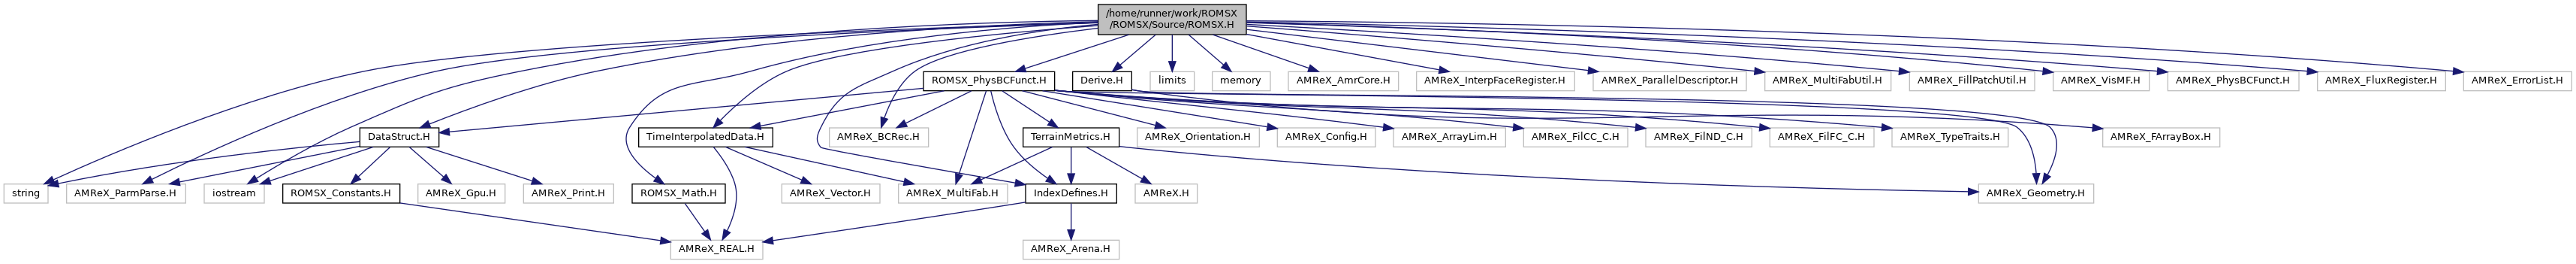 /home/runner/work/ROMSX
/ROMSX/Source/ROMSX.H
ROMSX_PhysBCFunct.H
Derive.H
limits
memory
AMReX_AmrCore.H
AMReX_InterpFaceRegister.H
AMReX_ParallelDescriptor.H
AMReX_MultiFabUtil.H
AMReX_FillPatchUtil.H
AMReX_VisMF.H
AMReX_PhysBCFunct.H
AMReX_FluxRegister.H
AMReX_ErrorList.H
DataStruct.H
TimeInterpolatedData.H
AMReX_BCRec.H
TerrainMetrics.H
AMReX_Orientation.H
AMReX_Config.H
AMReX_ArrayLim.H
AMReX_FilCC_C.H
AMReX_FilND_C.H
AMReX_FilFC_C.H
AMReX_TypeTraits.H
AMReX_FArrayBox.H
string
AMReX_ParmParse.H
iostream
ROMSX_Constants.H
AMReX_Gpu.H
AMReX_Print.H
ROMSX_Math.H
AMReX_Vector.H
AMReX_MultiFab.H
IndexDefines.H
AMReX.H
AMReX_Geometry.H
AMReX_REAL.H
AMReX_Arena.H